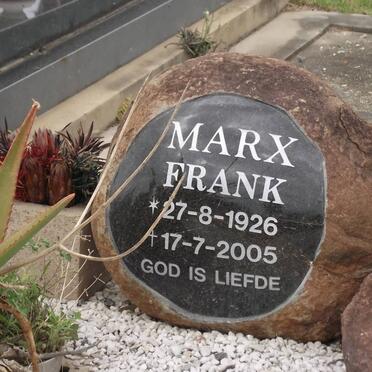 MARX
FRANK
*27-8-1926
†17-7-2005
GOD IS LIEFDE